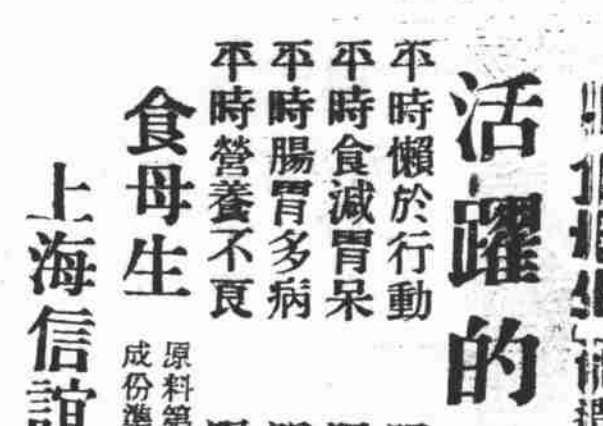 活躍的
平時懶於行動
平時食減胃呆
平時腸胃多病
平時營養不良
食母生
原料第
成份準
上海信誼